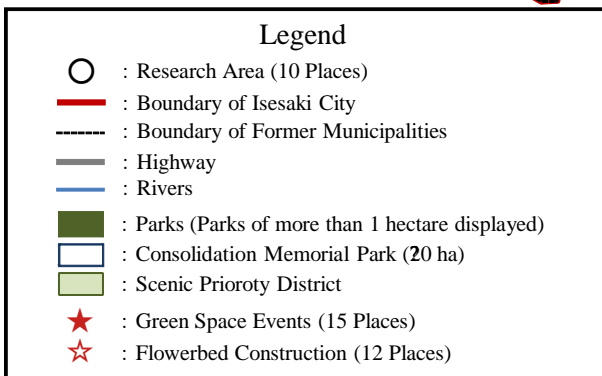 Legend
: Research Area (10 Places)
: Boundary of Isesaki City
: Boundary of Former Municipalities
: Highway
: Rivers
: Parks (Parks of more than 1 hectare displayed)
: Consolidation Memorial Park (20 ha)
: Scenic Prioroty District
: Green Space Events (15 Places)
: Flowerbed Construction (12 Places)